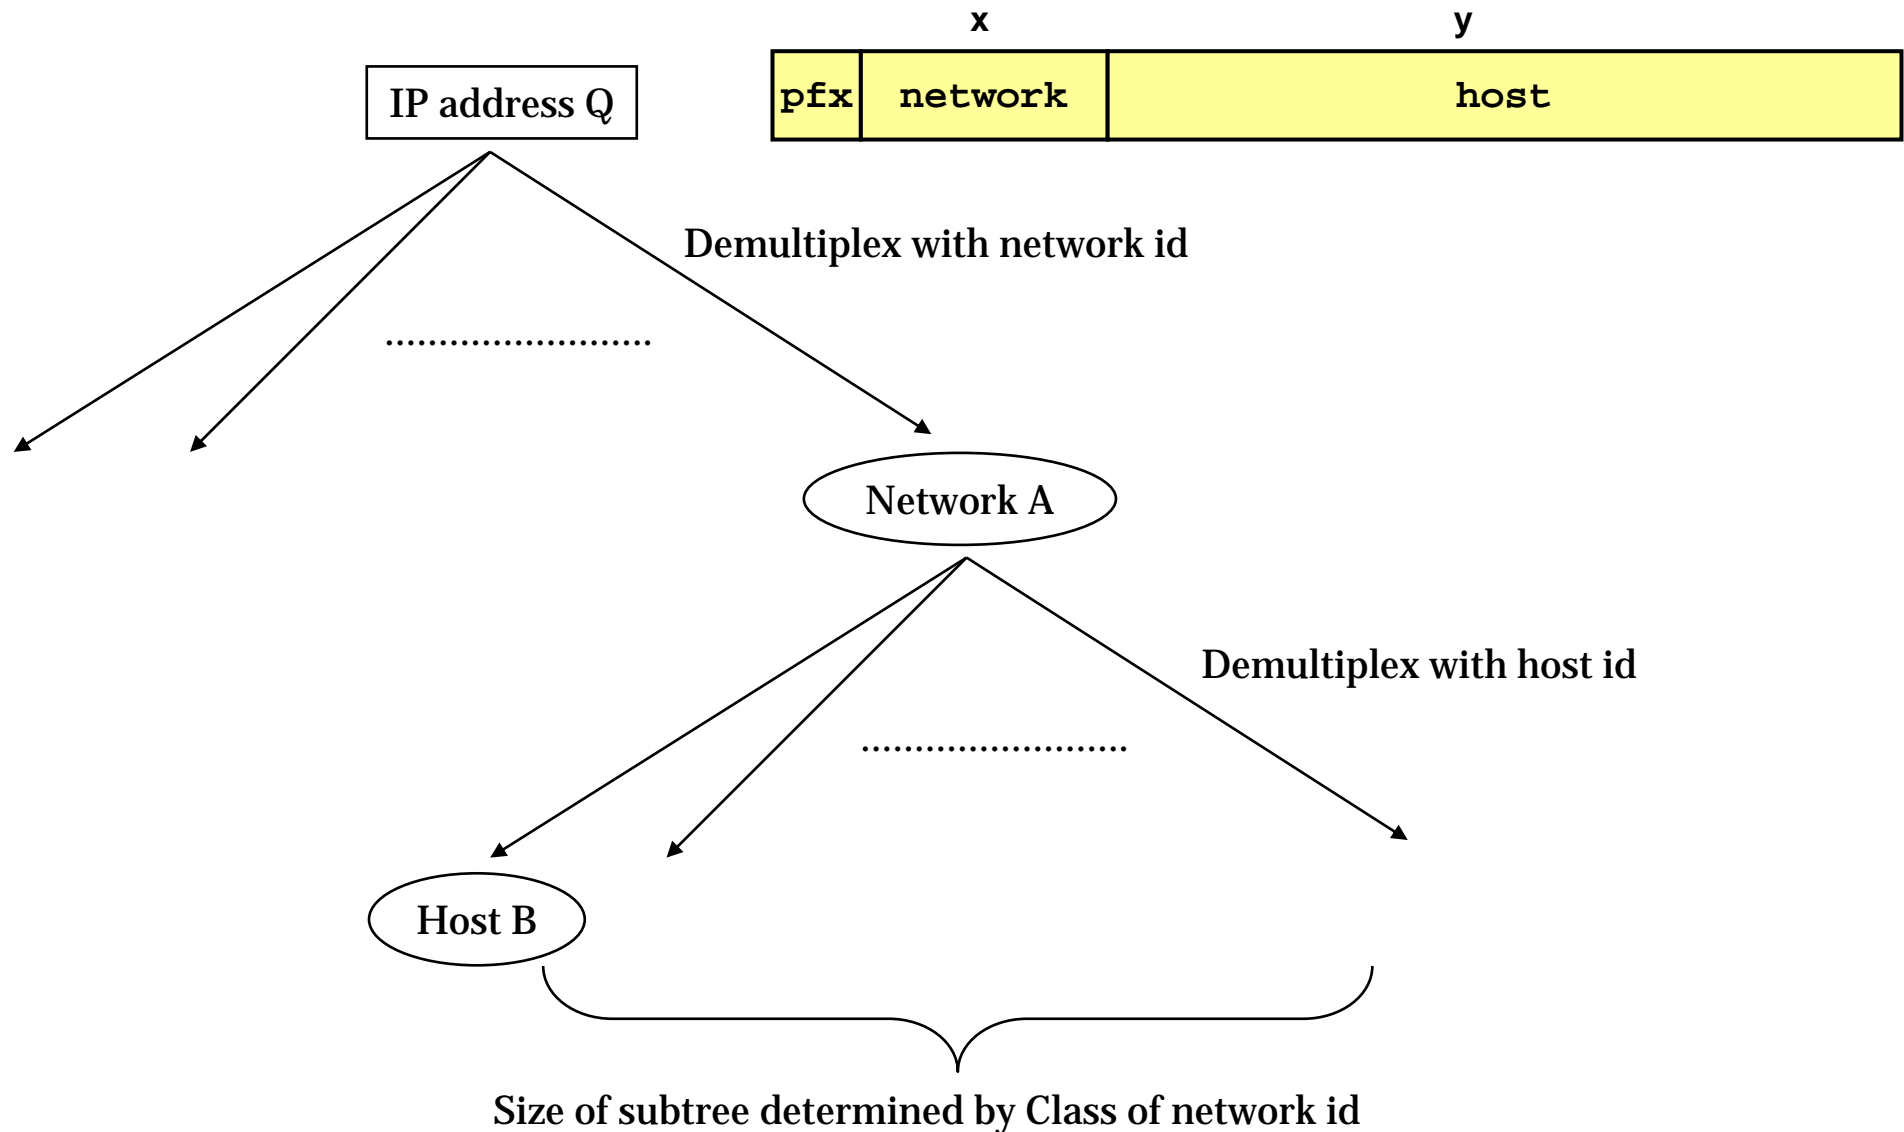 x y
IP address Q
pfx network host
Demultiplex with network id
.........................
Network A
Demultiplex with host id
.........................
Host B
Size of subtree determined by Class of network id